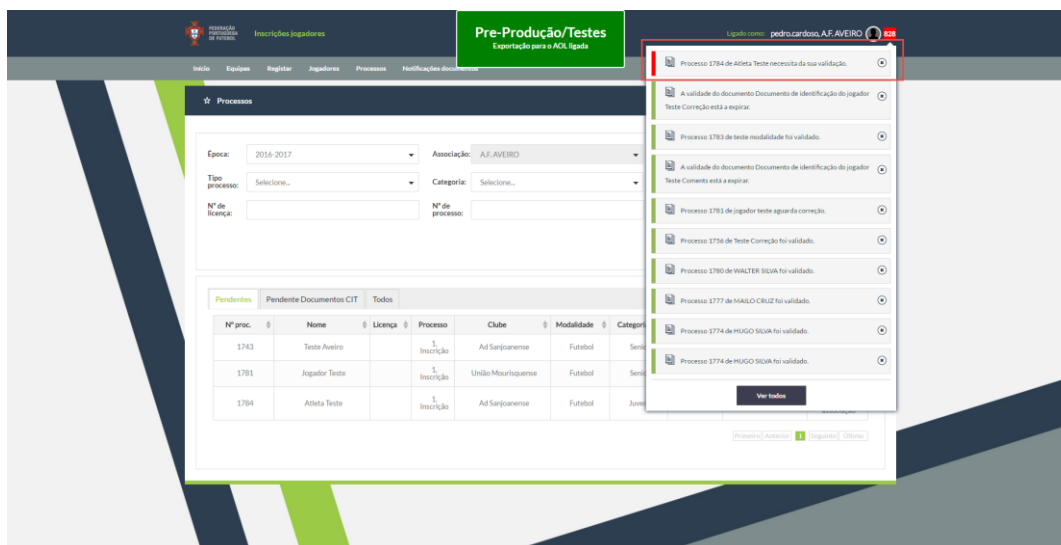 FEDERAÇÃO
PORTUGUESA
DE FUTEBOL
Inscrições jogadores
Pre-Produção/Testes
Exportação para o AOL ligada
Ligado como: pedro.cardoso, A.F. AVEIRO 828
Início Equipas Registar Jogadores Processos Notificações documentos
Processos
Época: 2016-2017 Associação: A.F. AVEIRO
Tipo processo: Selecione... Categoria: Selecione...
Nº de licença: Nº de processo:
Pendentes Pendente Documentos CIT Todos
Nº proc. Nome Licença Processo Clube Modalidade
1743 Teste Aveiro 1. Inscrição Ad Sanjoanense Futebol
1781 Jogador Teste 1. Inscrição União Mourisquense Futebol
1784 Atleta Teste 1. Inscrição Ad Sanjoanense Futebol
Primeiro Anterior 1 Seguinte Último
Processo 1784 de Atleta Teste necessita da sua validação.
A validade do documento Documento de identificação do jogador
Teste Correção está a expirar.
Processo 1783 de teste modalidade foi validado.
A validade do documento Documento de identificação do jogador
Teste Coments está a expirar.
Processo 1781 de jogador teste aguarda correção.
Processo 1756 de Teste Correção foi validado.
Processo 1780 de WALTER SILVA foi validado.
Processo 1777 de MAILO CRUZ foi validado.
Processo 1774 de HUGO SILVA foi validado.
Processo 1774 de HUGO SILVA foi validado.
Ver todos